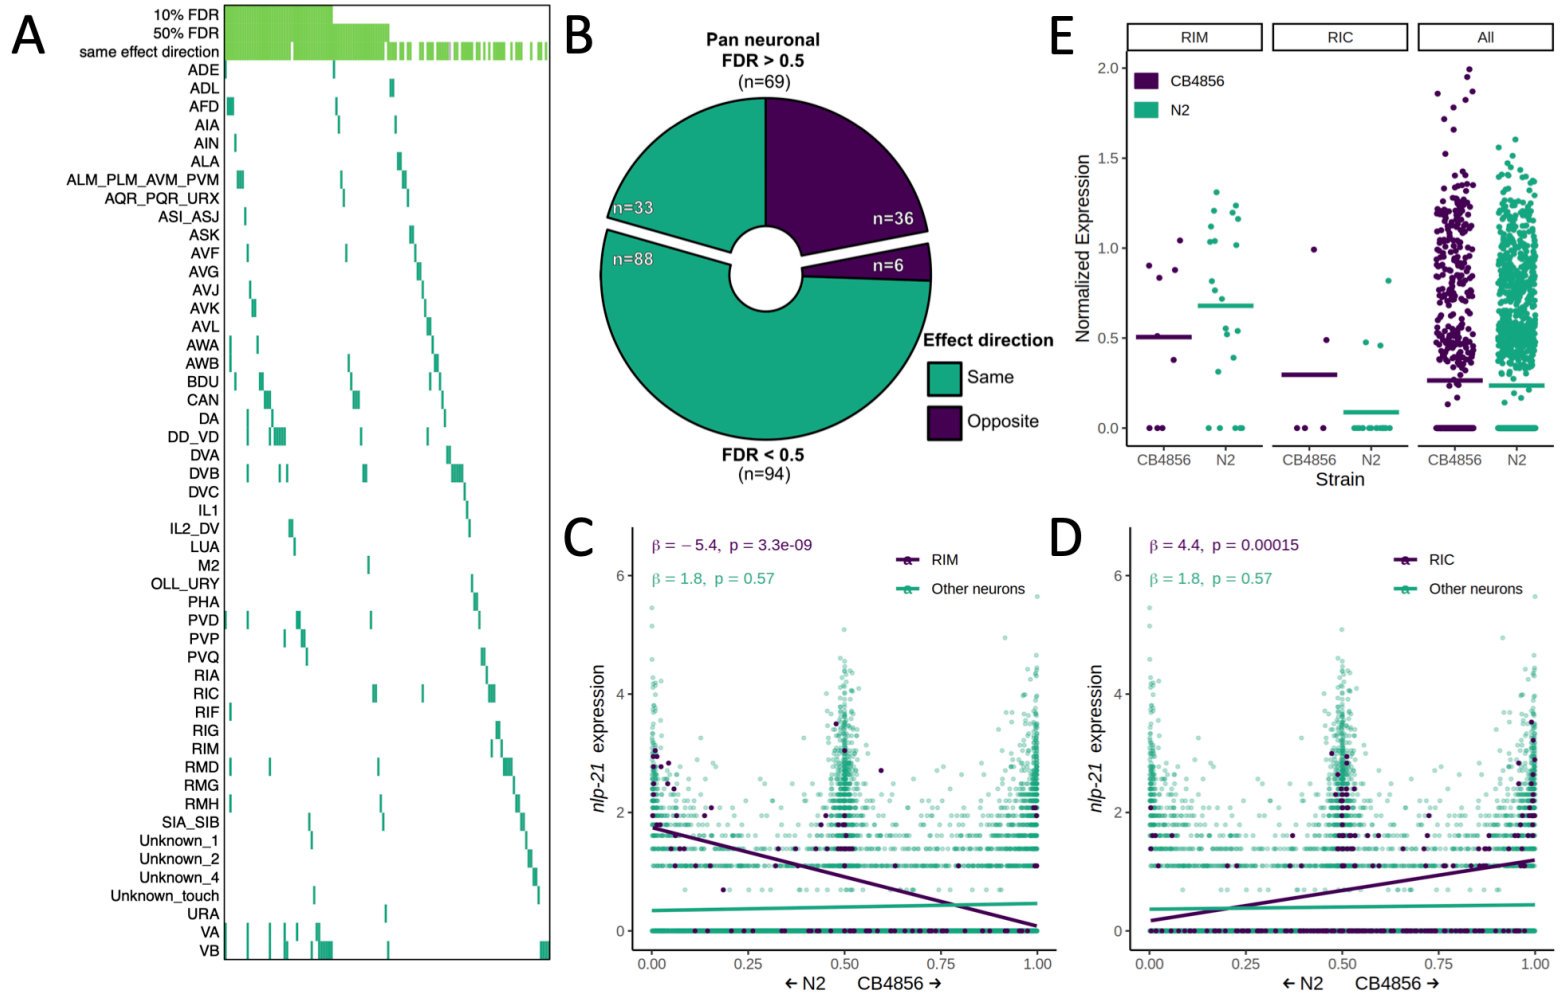 A
10% FDR
50% FDR
same effect direction
ADE
ADL
AFD
AIA
AIN
ALA
ALM_PLM_AVM_PVM
AQR_PQR_URX
ASI_ASJ
ASK
AVF
AVG
AVJ
AVK
AVL
AWA
AWB
BDU
CAN
DA
DD_VD
DVA
DVB
DVC
IL1
IL2_DV
LUA
M2
OLL_URY
PHA
PVD
PVP
PVQ
RIA
RIC
RIF
RIG
RIM
RMD
RMG
RMH
SIA_SIB
Unknown_1
Unknown_2
Unknown_4
Unknown_touch
URA
VA
VB
B
Pan neuronal
FDR > 0.5
(n=69)
n=33
n=36
n=88
n=6
FDR < 0.5
(n=94)
Effect direction
Same
Opposite
E
RIM RIC All
CB4856
N2
Normalized Expression
2.0
1.5
1.0
0.5
0.0
CB4856 N2 CB4856 N2 CB4856 N2
Strain
C
β = − 5.4, p = 3.3e-09
β = 1.8, p = 0.57
a RIM
a Other neurons
nlp-21 expression
6
4
2
0
0.00 0.25 0.50 0.75 1.00
← N2 CB4856 →
D
β = 4.4, p = 0.00015
β = 1.8, p = 0.57
a RIC
a Other neurons
nlp-21 expression
6
4
2
0
0.00 0.25 0.50 0.75 1.00
← N2 CB4856 →